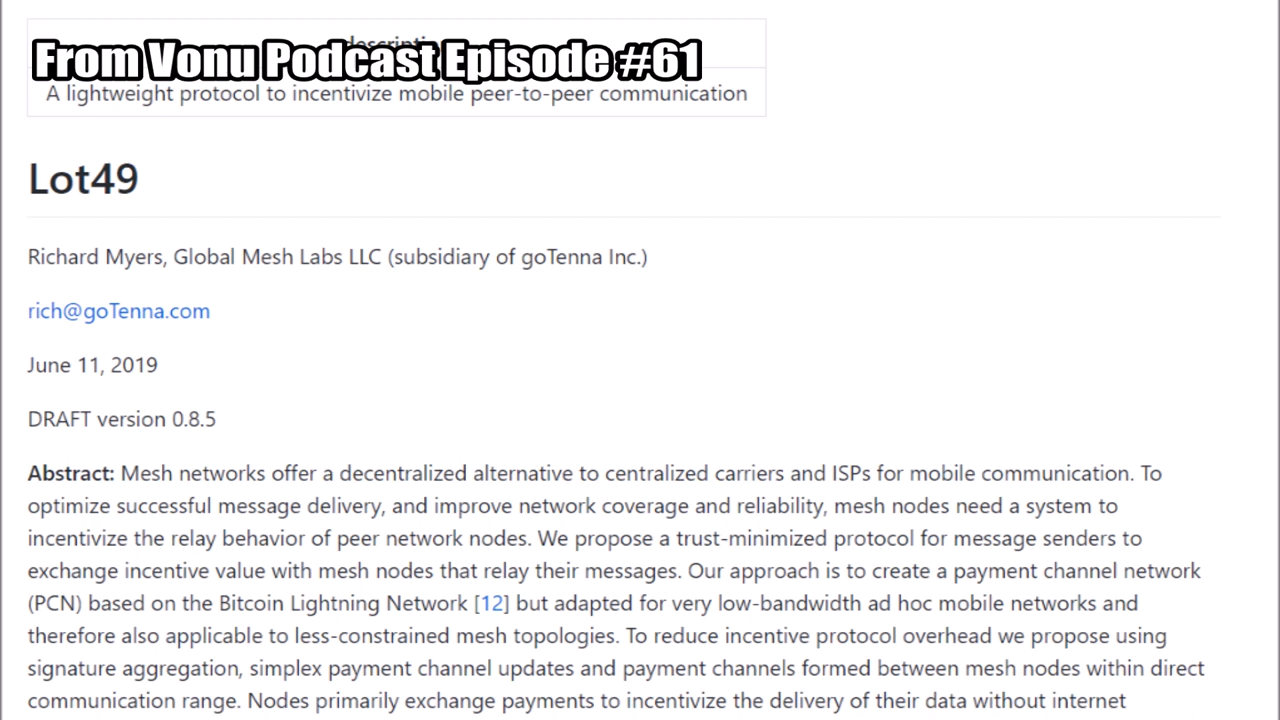 From Vonu Podcast Episode #61
A lightweight protocol to incentivize mobile peer-to-peer communication
Lot49
Richard Myers, Global Mesh Labs LLC (subsidiary of goTenna Inc.)
rich@goTenna.com
June 11, 2019
DRAFT version 0.8.5
Abstract: Mesh networks offer a decentralized alternative to centralized carriers and ISPs for mobile communication. To
optimize successful message delivery, and improve network coverage and reliability, mesh nodes need a system to
incentivize the relay behavior of peer network nodes. We propose a trust-minimized protocol for message senders to
exchange incentive value with mesh nodes that relay their messages. Our approach is to create a payment channel network
(PCN) based on the Bitcoin Lightning Network [12] but adapted for very low-bandwidth ad hoc mobile networks and
therefore also applicable to less-constrained mesh topologies. To reduce incentive protocol overhead we propose using
signature aggregation, simplex payment channel updates and payment channels formed between mesh nodes within direct
communication range. Nodes primarily exchange payments to incentivize the delivery of their data without internet